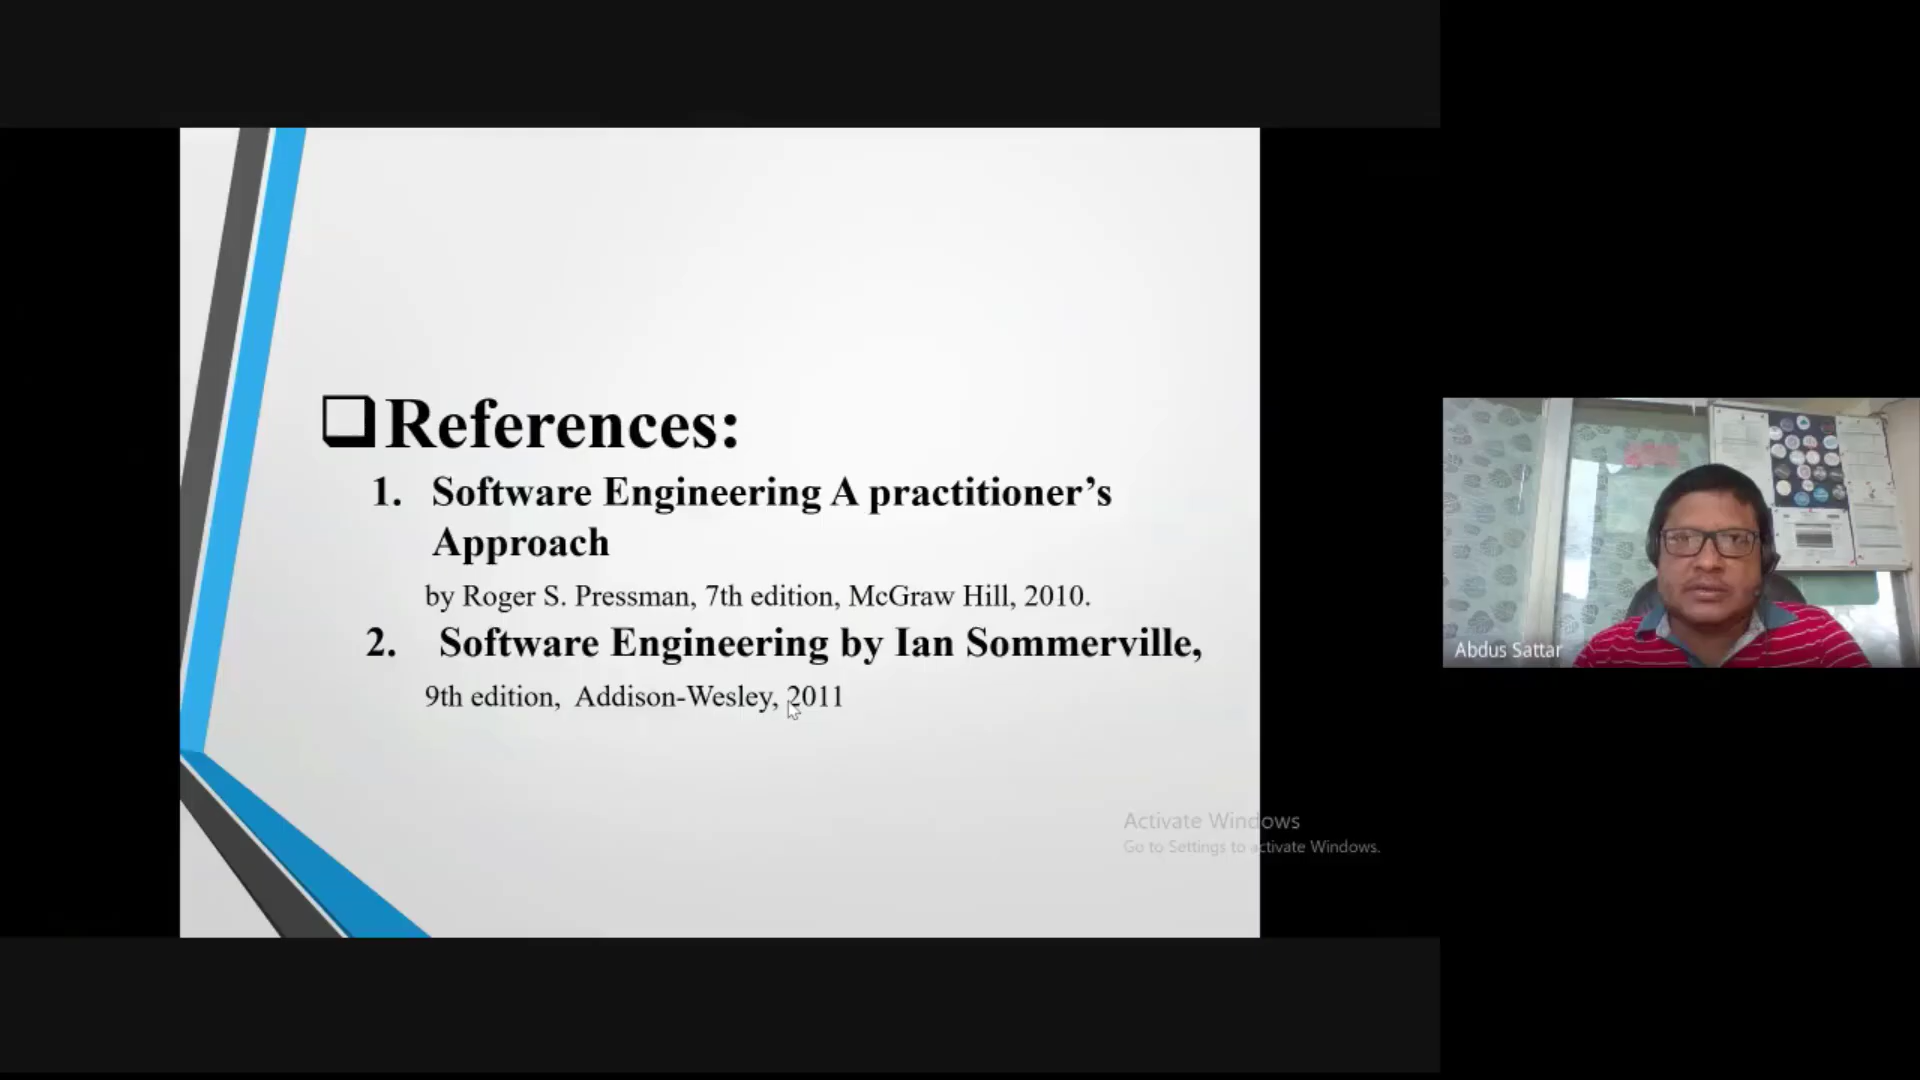 ❑References:
1. Software Engineering A practitioner’s
Approach
by Roger S. Pressman, 7th edition, McGraw Hill, 2010.
2. Software Engineering by Ian Sommerville,
9th edition, Addison-Wesley, 2011
Activate Windows
Go to Settings to activate Windows.
Abdus Sattar